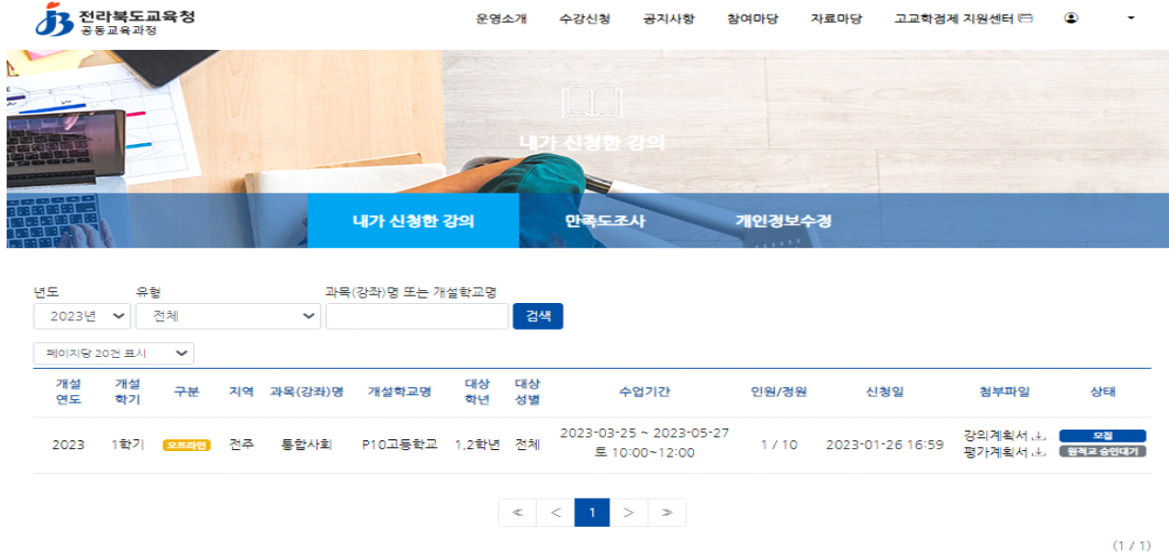 전라북도교육청
공동교육과정
운영소개 수강신청 공지사항 참여마당 자료마당 고교학점제 지원센터
내가 신청한 강의
내가 신청한 강의 만족도조사 개인정보수정
년도 유형 과목(강좌)명 또는 개설학교명
2023년 전체 검색
페이지당 20건 표시
개설 연도 개설 학기 구분 지역 과목(강좌)명 개설학교명 대상 학년 대상 성별 수업기간 인원/정원 신청일 첨부파일 상태
2023 1학기 오프라인 전주 통합사회 P10고등학교 1,2학년 전체 2023-03-25 ~ 2023-05-27 토 10:00~12:00 1 / 10 2023-01-26 16:59 강의계획서 평가계획서 모집 원적교 승인대기
≪ < 1 > ≫
(1 / 1)